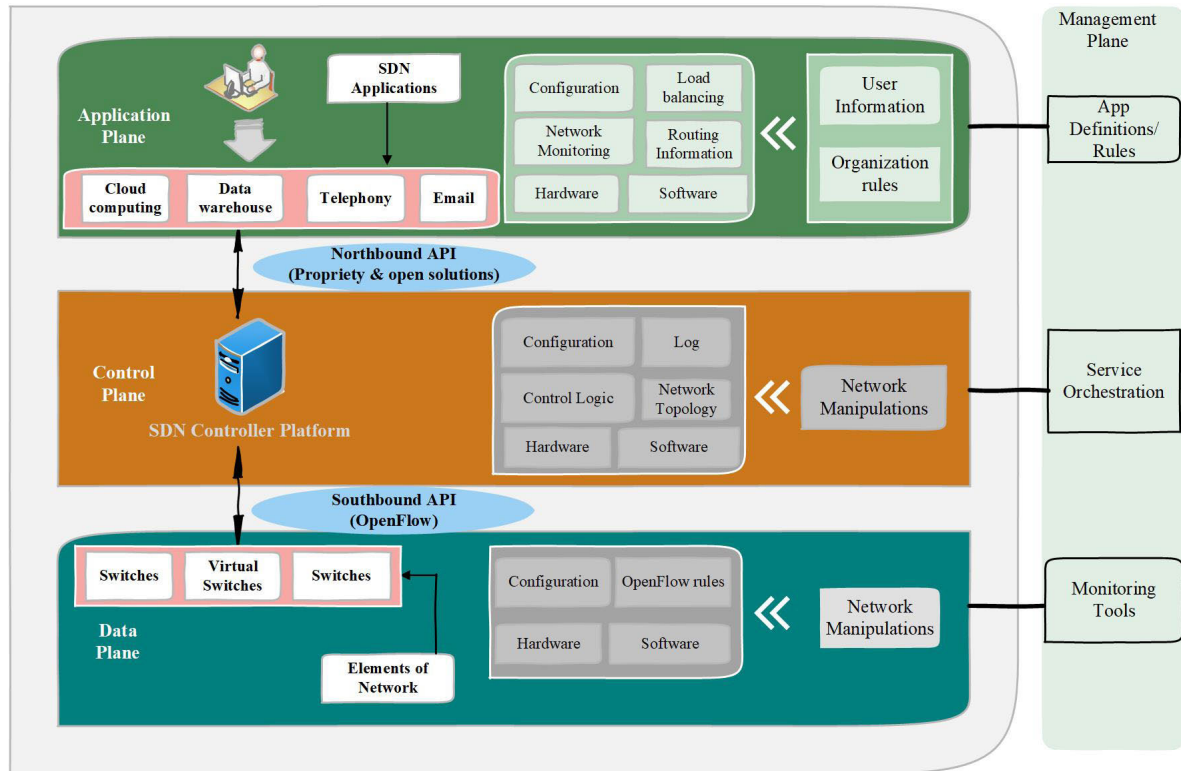 Management
Plane
SDN
Applications
Application
Plane
Configuration
Load
balancing
Network
Monitoring
Routing
Information
Hardware
Software
User
Information
Organization
rules
App
Definitions/
Rules
Cloud
computing
Data
warehouse
Telephony
Email
Northbound API
(Propriety & open solutions)
Control
Plane
SDN Controller Platform
Configuration
Log
Control Logic
Network
Topology
Hardware
Software
Network
Manipulations
Service
Orchestration
Southbound API
(OpenFlow)
Switches
Virtual
Switches
Switches
Data
Plane
Elements of
Network
Configuration
OpenFlow rules
Hardware
Software
Network
Manipulations
Monitoring
Tools